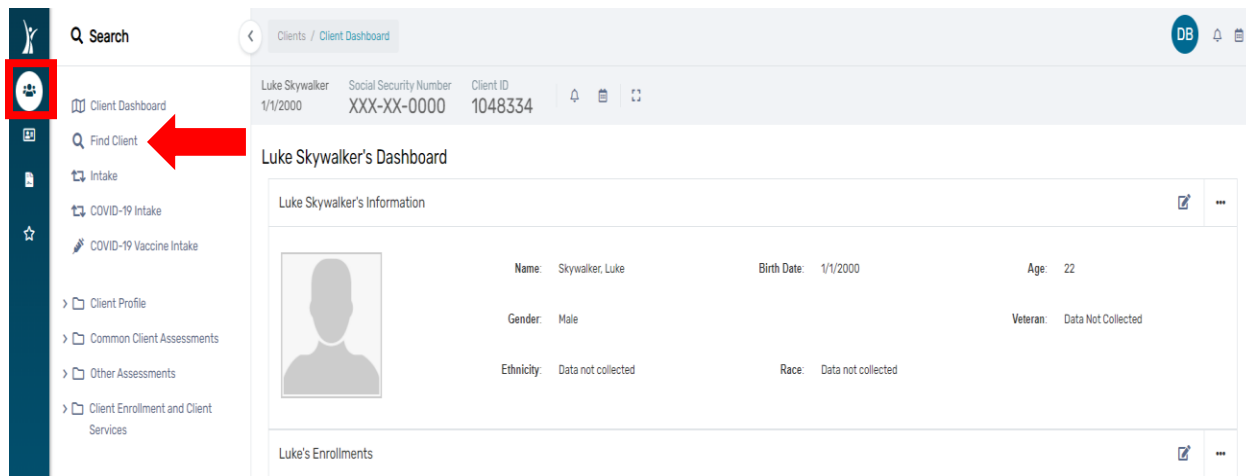 Search
Clients / Client Dashboard
DB
Luke Skywalker Social Security Number Client ID
1/1/2000 XXX-XX-0000 1048334
Client Dashboard
Find Client
Intake
COVID-19 Intake
COVID-19 Vaccine Intake
Client Profile
Common Client Assessments
Other Assessments
Client Enrollment and Client
Services
Luke Skywalker's Dashboard
Luke Skywalker's Information
Name: Skywalker, Luke Birth Date: 1/1/2000 Age: 22
Gender: Male Veteran: Data Not Collected
Ethnicity: Data not collected Race: Data not collected
Luke's Enrollments